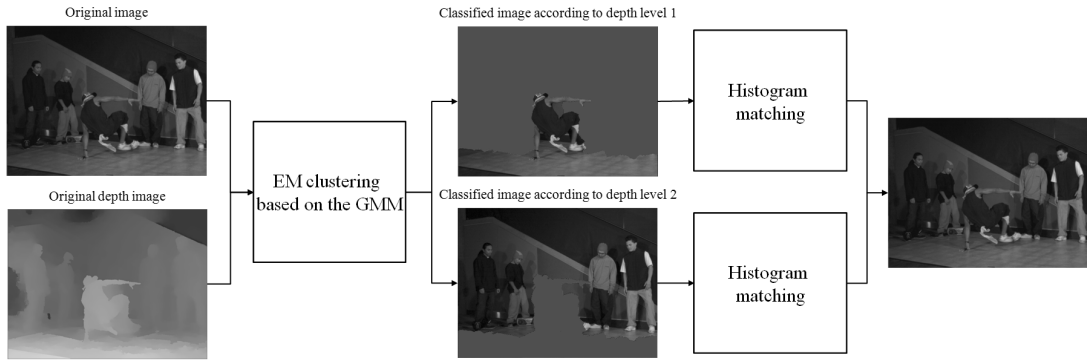 Original image
Original depth image
EM clustering
based on the GMM
Classified image according to depth level 1
Classified image according to depth level 2
Histogram
matching
Histogram
matching